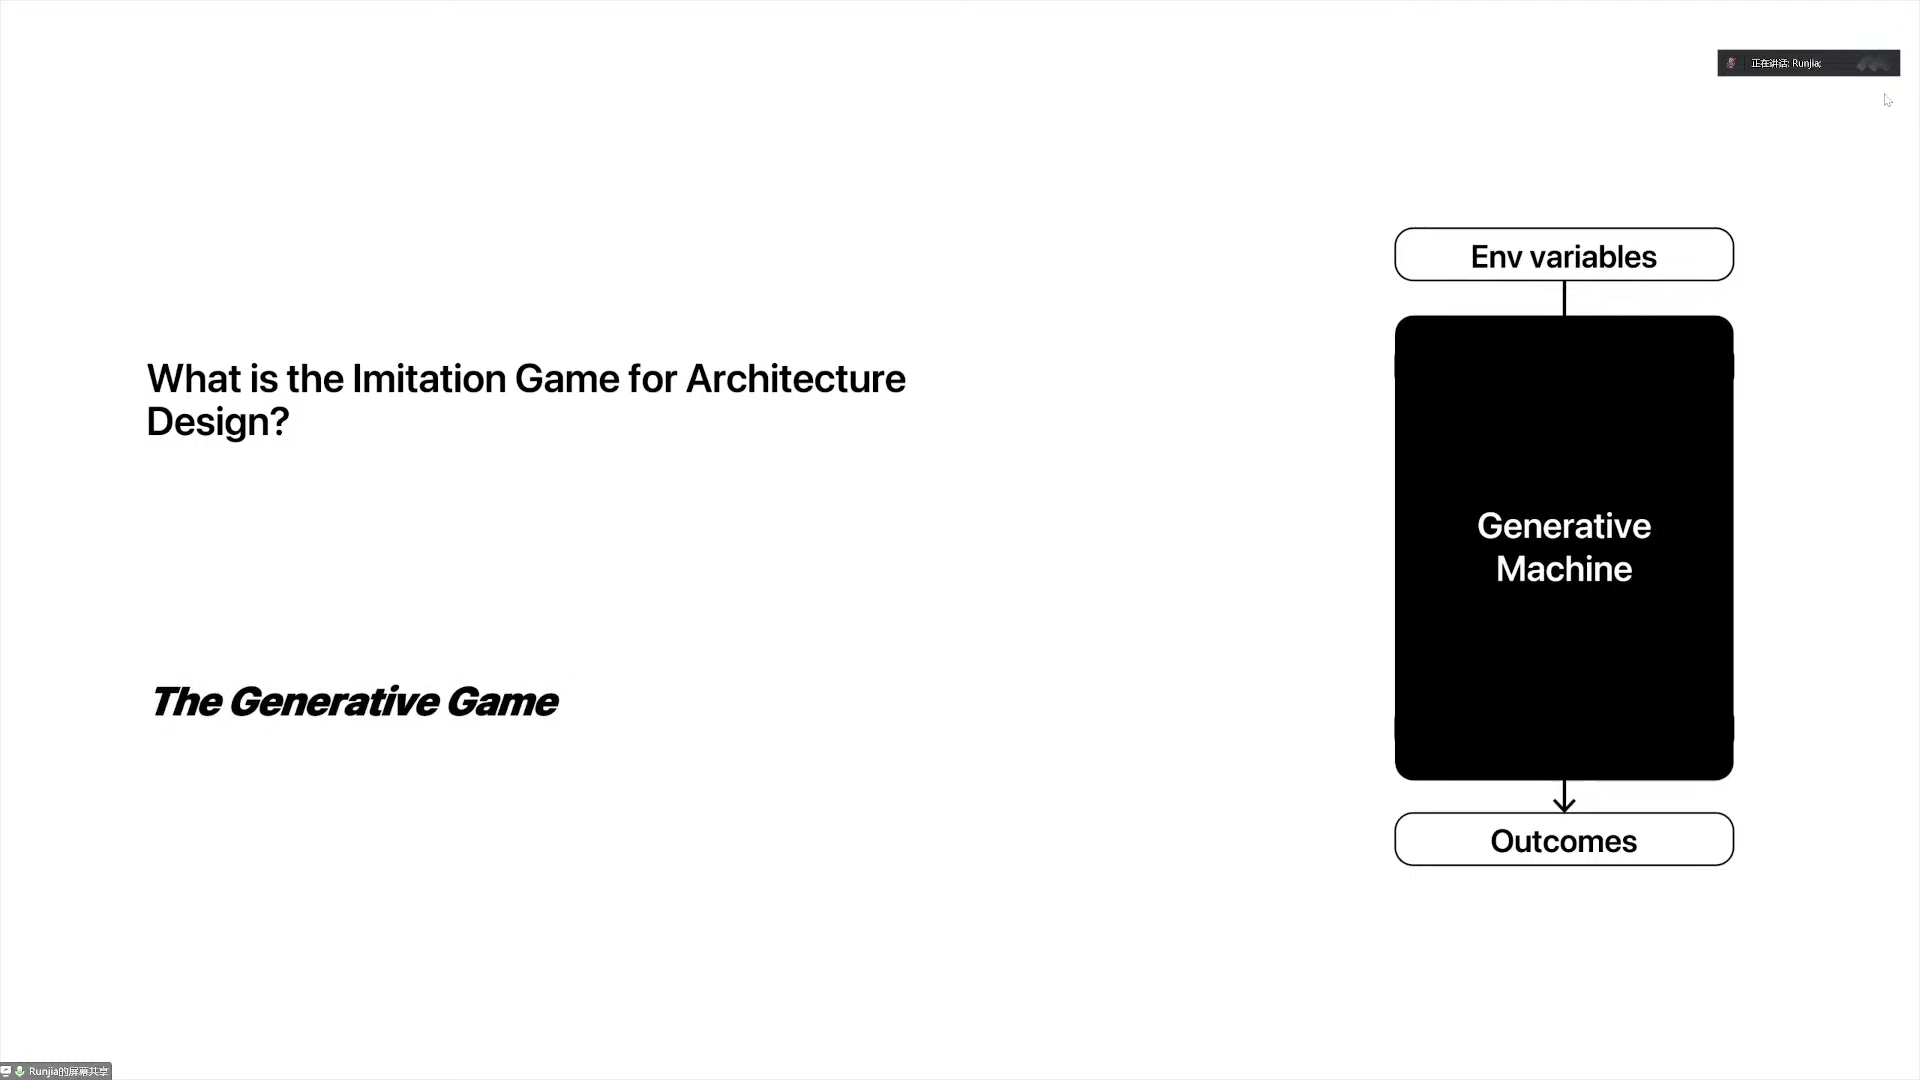 正在讲话: Runjia;
Env variables
What is the Imitation Game for Architecture
Design?
Generative
Machine
The Generative Game
Outcomes
Runjia的屏幕共享